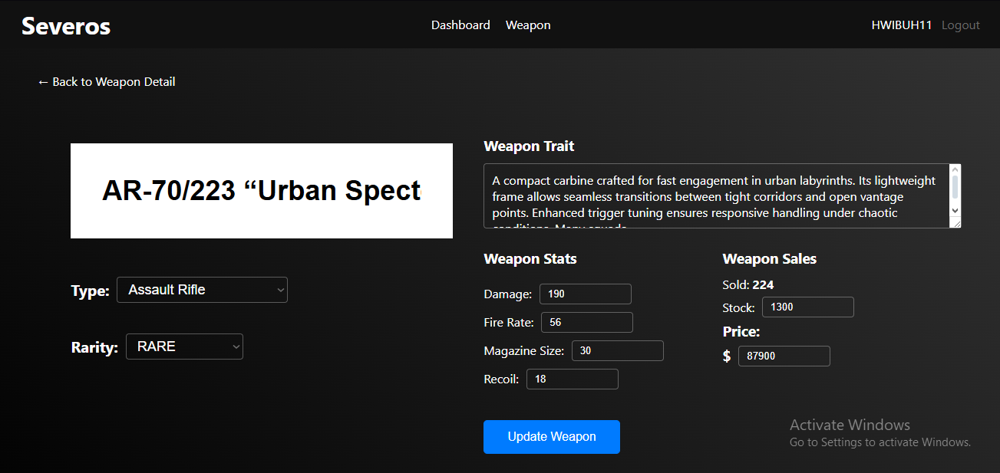 Severos
Dashboard Weapon
HWIBUH11 Logout
← Back to Weapon Detail
AR-70/223 “Urban Spect
Type: Assault Rifle
Rarity: RARE
Weapon Trait
A compact carbine crafted for fast engagement in urban labyrinths. Its lightweight
frame allows seamless transitions between tight corridors and open vantage
points. Enhanced trigger tuning ensures responsive handling under chaotic
conditions. Many squads
Weapon Stats
Damage: 190
Fire Rate: 56
Magazine Size: 30
Recoil: 18
Weapon Sales
Sold: 224
Stock: 1300
Price:
$ 87900
Update Weapon
Activate Windows
Go to Settings to activate Windows.